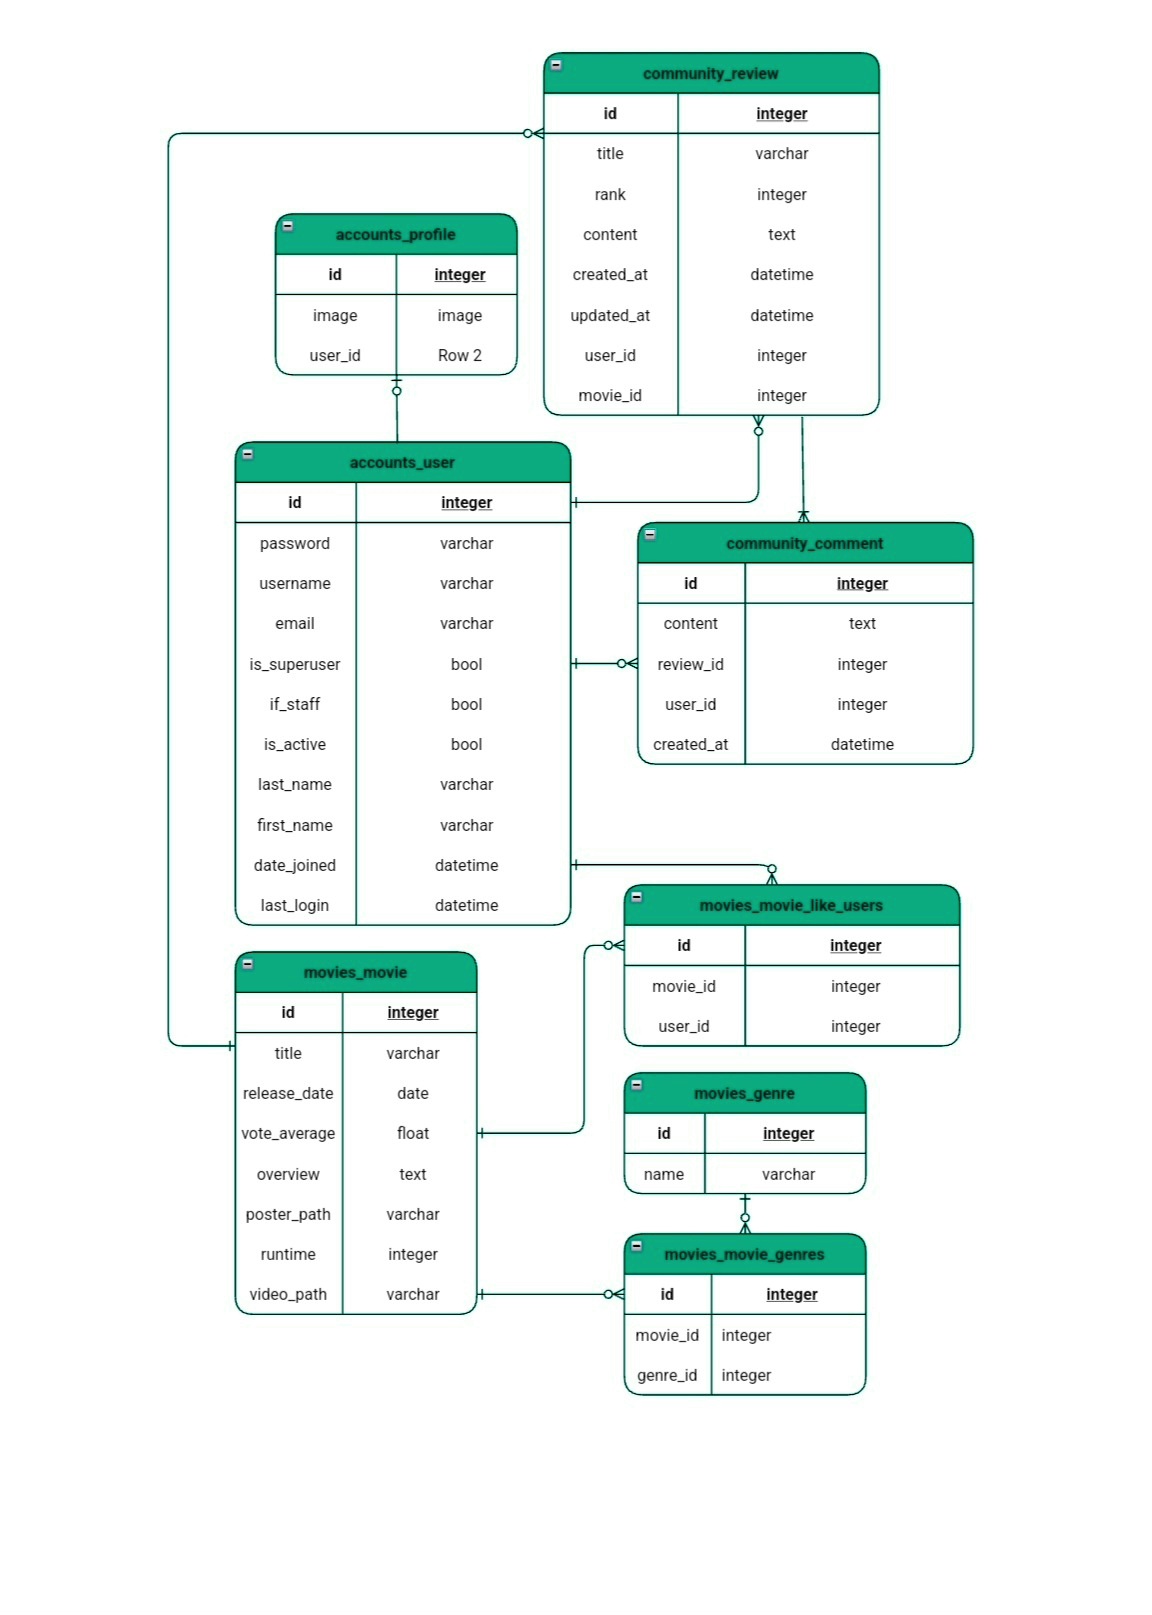 community_review
id integer
title varchar
rank integer
content text
created_at datetime
updated_at datetime
user_id integer
movie_id integer
accounts_profile
id integer
image image
user_id Row 2
accounts_user
id integer
password varchar
username varchar
email varchar
is_superuser bool
if_staff bool
is_active bool
last_name varchar
first_name varchar
date_joined datetime
last_login datetime
community_comment
id integer
content text
review_id integer
user_id integer
created_at datetime
movies_movie_like_users
id integer
movie_id integer
user_id integer
movies_movie
id integer
title varchar
release_date date
vote_average float
overview text
poster_path varchar
runtime integer
video_path varchar
movies_genre
id integer
name varchar
movies_movie_genres
id integer
movie_id integer
genre_id integer